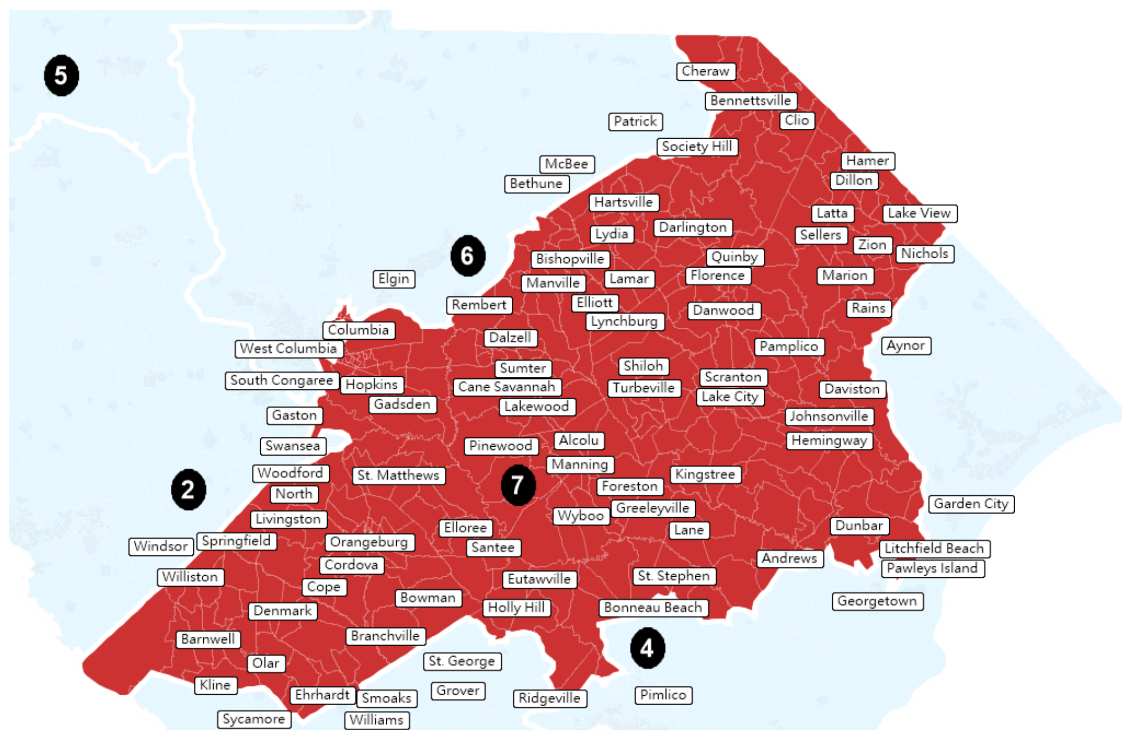 5
Cheraw
Bennettsville
Clio
Patrick
Society Hill
Hamer
McBee
Dillon
Bethune
Hartsville
Latta
Lake View
Darlington
Lydia
Sellers
Zion
Nichols
6
Bishopville
Quinby
Elgin
Manville
Lamar
Florence
Marion
Rembert
Elliott
Danwood
Rains
Lynchburg
Columbia
Dalzell
West Columbia
Pamplico
Aynor
Sumter
Shiloh
South Congaree
Hopkins
Cane Savannah
Turbeville
Scranton
Daviston
Gadsden
Lakewood
Lake City
Gaston
Johnsonville
Swansea
Pinewood
Alcolu
Hemingway
Woodford
St. Matthews
Manning
Kingstree
2
North
7
Foreston
Garden City
Livingston
Elloree
Wyboo
Greeleyville
Lane
Dunbar
Windsor
Springfield
Orangeburg
Santee
Litchfield Beach
Cordova
Andrews
Pawleys Island
Williston
Cope
Eutawville
St. Stephen
Georgetown
Denmark
Bowman
Holly Hill
Bonneau Beach
Barnwell
Branchville
4
Olar
St. George
Kline
Ehrhardt
Smoaks
Grover
Ridgeville
Pimlico
Sycamore
Williams